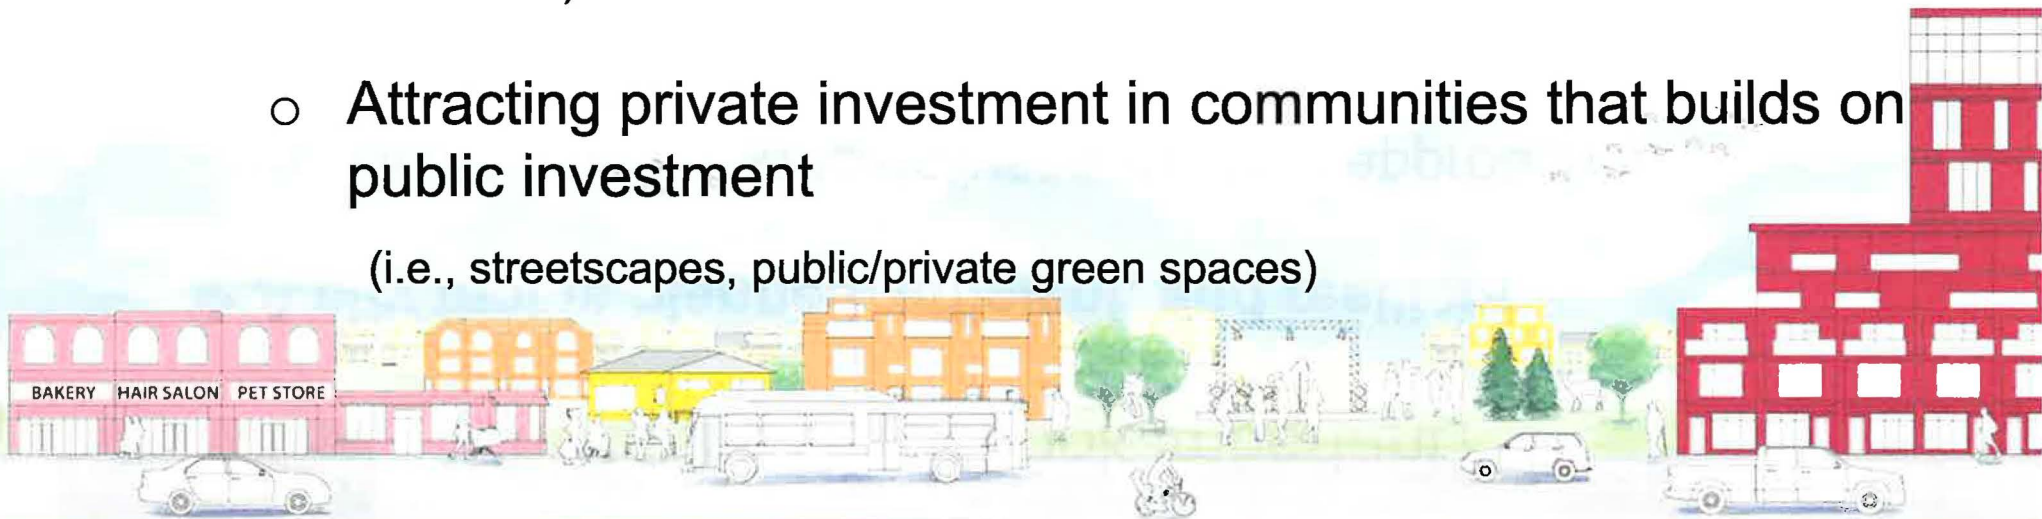 ○ Attracting private investment in communities that builds on
public investment
(i.e., streetscapes, public/private green spaces)
BAKERY HAIR SALON PET STORE